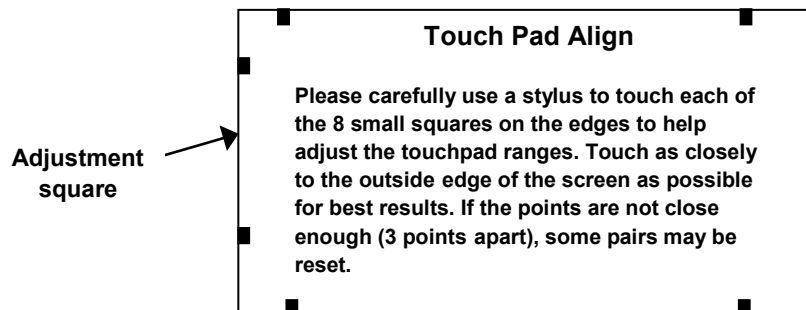 Touch Pad Align
Please carefully use a stylus to touch each of
the 8 small squares on the edges to help
adjust the touchpad ranges. Touch as closely
to the outside edge of the screen as possible
for best results. If the points are not close
enough (3 points apart), some pairs may be
reset.
Adjustment
square